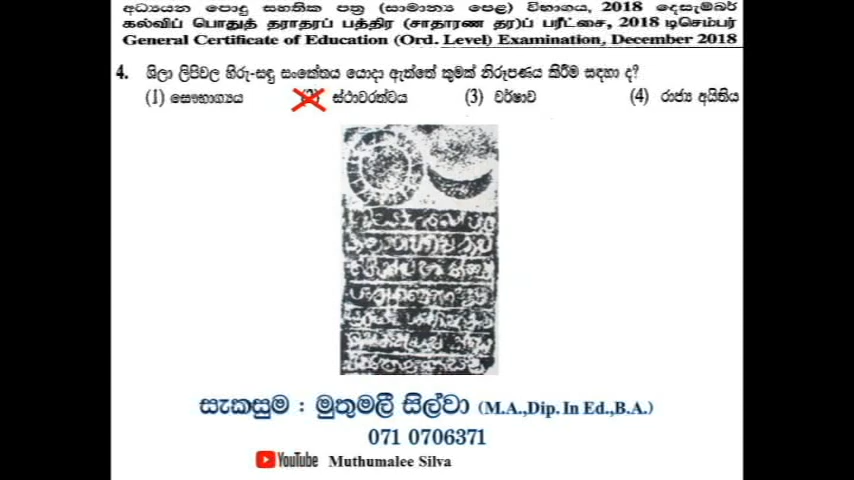 අධ්‍යයන පොදු සහතික පත්‍ර (සාමාන්‍ය පෙළ) විභාගය, 2018 දෙසැම්බර්
கல்விப் பொதுத் தராதரப் பத்திர (சாதாரண தர)ப் பரீட்சை, 2018 டிசெம்பர்
General Certificate of Education (Ord. Level) Examination, December 2018
4. ශිලා ලිපිවල හිරු-සඳු සංකේතය යොදා ඇත්තේ කුමක් නිරූපණය කිරීම සඳහා ද?
(1) සෞභාග්‍යය (2) ස්ථාවරත්වය (3) වර්ෂාව (4) රාජ්‍ය අයිතිය
සැකසුම : මුතුමලී සිල්වා (M.A.,Dip. In Ed.,B.A.)
071 0706371
YouTube Muthumalee Silva